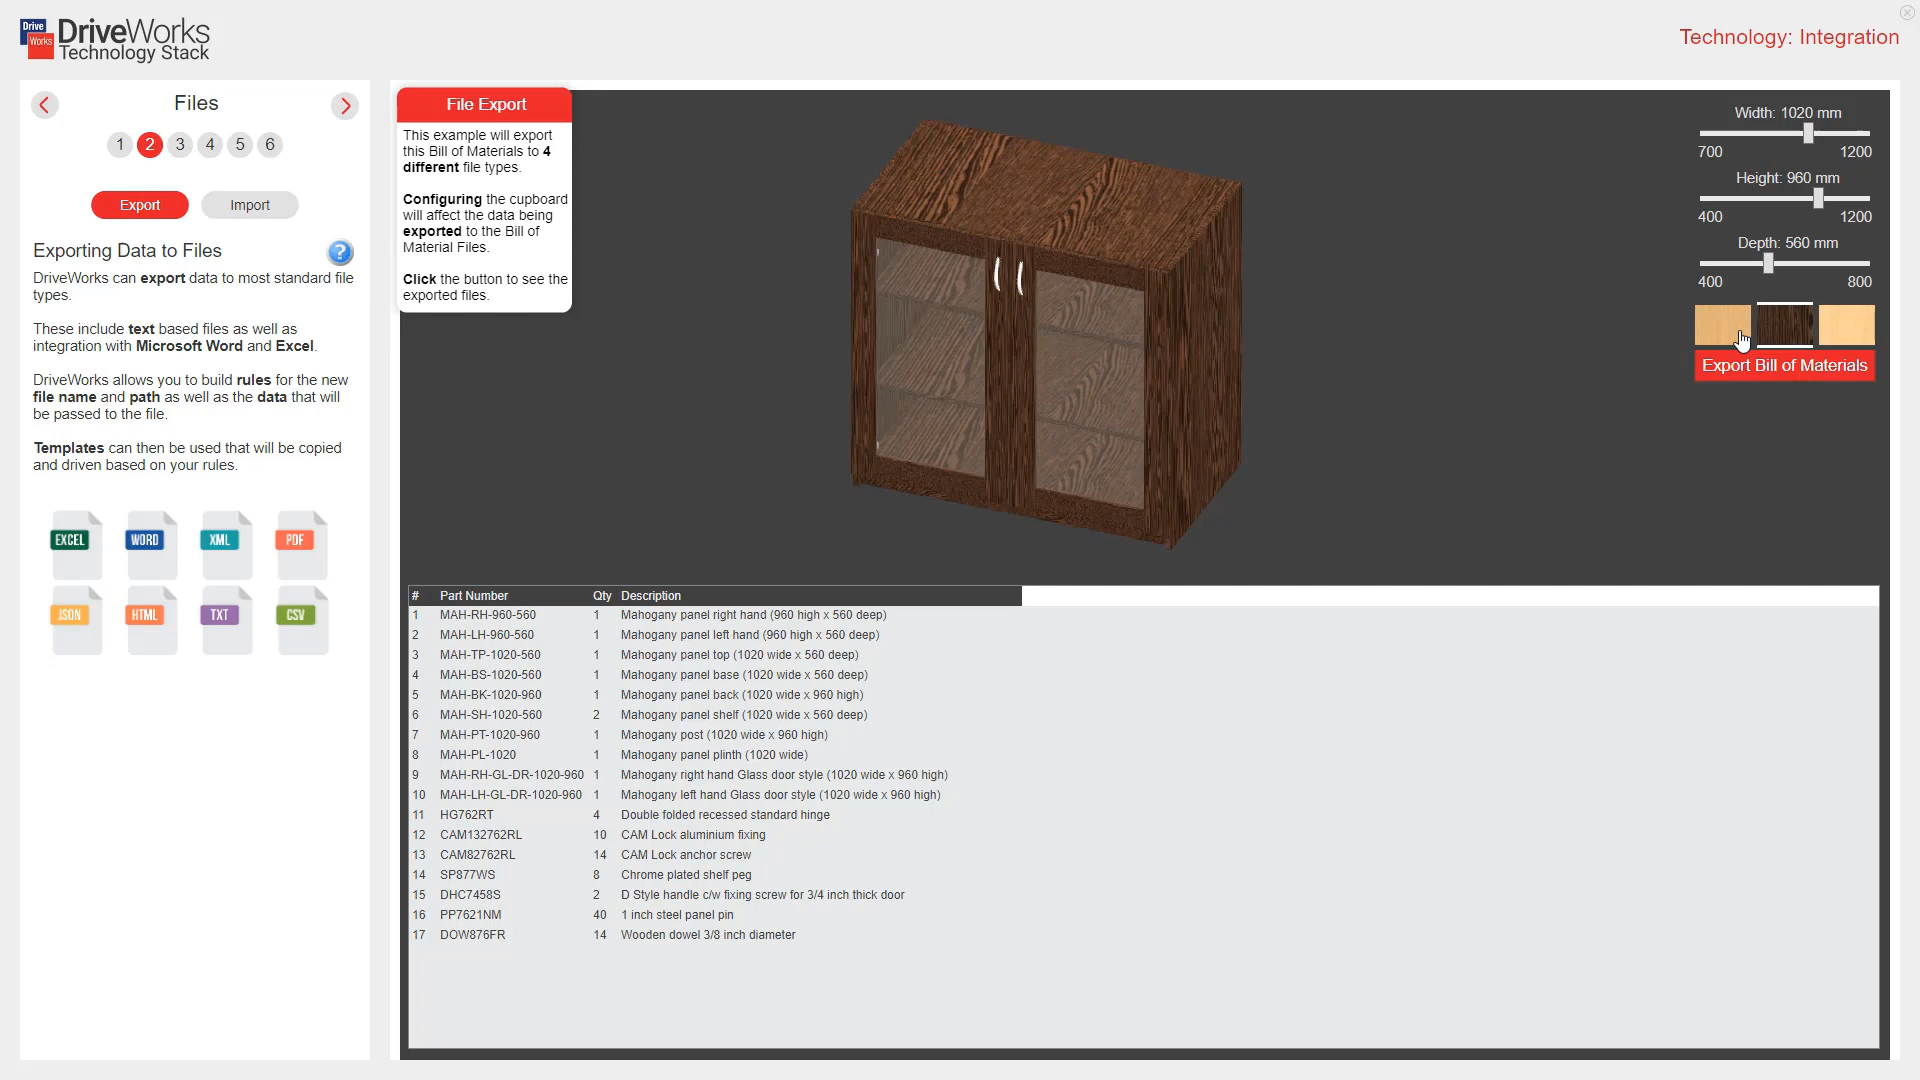 Drive
Works
DriveWorks
Technology Stack
Technology: Integration
Files
1 2 3 4 5 6
Export Import
Exporting Data to Files
?
DriveWorks can export data to most standard file
types.
These include text based files as well as
integration with Microsoft Word and Excel.
DriveWorks allows you to build rules for the new
file name and path as well as the data that will
be passed to the file.
Templates can then be used that will be copied
and driven based on your rules.
EXCEL WORD XML PDF
JSON HTML TXT CSV
File Export
This example will export
this Bill of Materials to 4
different file types.
Configuring the cupboard
will affect the data being
exported to the Bill of
Material Files.
Click the button to see the
exported files.
Width: 1020 mm
700 1200
Height: 960 mm
400 1200
Depth: 560 mm
400 800
Export Bill of Materials
# Part Number Qty Description
1 MAH-RH-960-560 1 Mahogany panel right hand (960 high x 560 deep)
2 MAH-LH-960-560 1 Mahogany panel left hand (960 high x 560 deep)
3 MAH-TP-1020-560 1 Mahogany panel top (1020 wide x 560 deep)
4 MAH-BS-1020-560 1 Mahogany panel base (1020 wide x 560 deep)
5 MAH-BK-1020-960 1 Mahogany panel back (1020 wide x 960 high)
6 MAH-SH-1020-560 2 Mahogany panel shelf (1020 wide x 560 deep)
7 MAH-PT-1020-960 1 Mahogany post (1020 wide x 960 high)
8 MAH-PL-1020 1 Mahogany panel plinth (1020 wide)
9 MAH-RH-GL-DR-1020-960 1 Mahogany right hand Glass door style (1020 wide x 960 high)
10 MAH-LH-GL-DR-1020-960 1 Mahogany left hand Glass door style (1020 wide x 960 high)
11 HG762RT 4 Double folded recessed standard hinge
12 CAM132762RL 10 CAM Lock aluminium fixing
13 CAM82762RL 14 CAM Lock anchor screw
14 SP877WS 8 Chrome plated shelf peg
15 DHC7458S 2 D Style handle c/w fixing screw for 3/4 inch thick door
16 PP7621NM 40 1 inch steel panel pin
17 DOW876FR 14 Wooden dowel 3/8 inch diameter